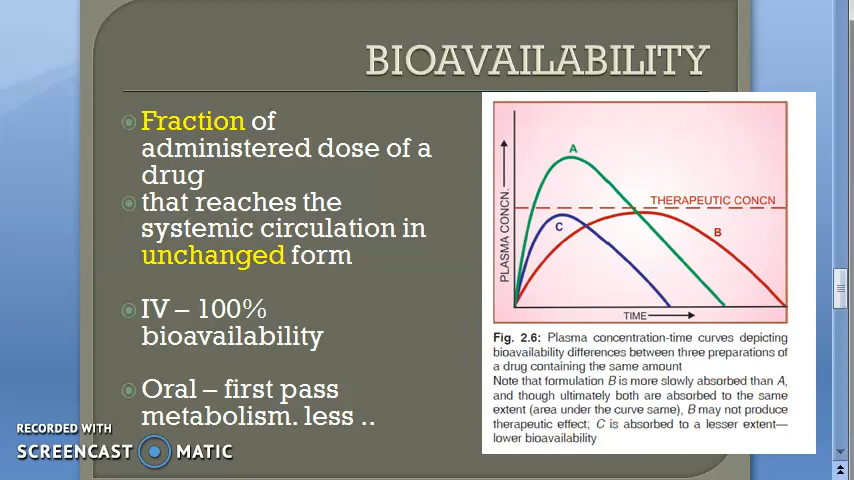 BIOAVAILABILITY
Fraction of
administered dose of a
drug
that reaches the
systemic circulation in
unchanged form
IV – 100%
bioavailability
Oral – first pass
metabolism. less ..
A
THERAPEUTIC CONCN
C
B
PLASMA CONCN.
TIME
Fig. 2.6: Plasma concentration-time curves depicting
bioavailability differences between three preparations of
a drug containing the same amount
Note that formulation B is more slowly absorbed than A,
and though ultimately both are absorbed to the same
extent (area under the curve same), B may not produce
therapeutic effect; C is absorbed to a lesser extent—
lower bioavailability
RECORDED WITH
SCREENCAST MATIC